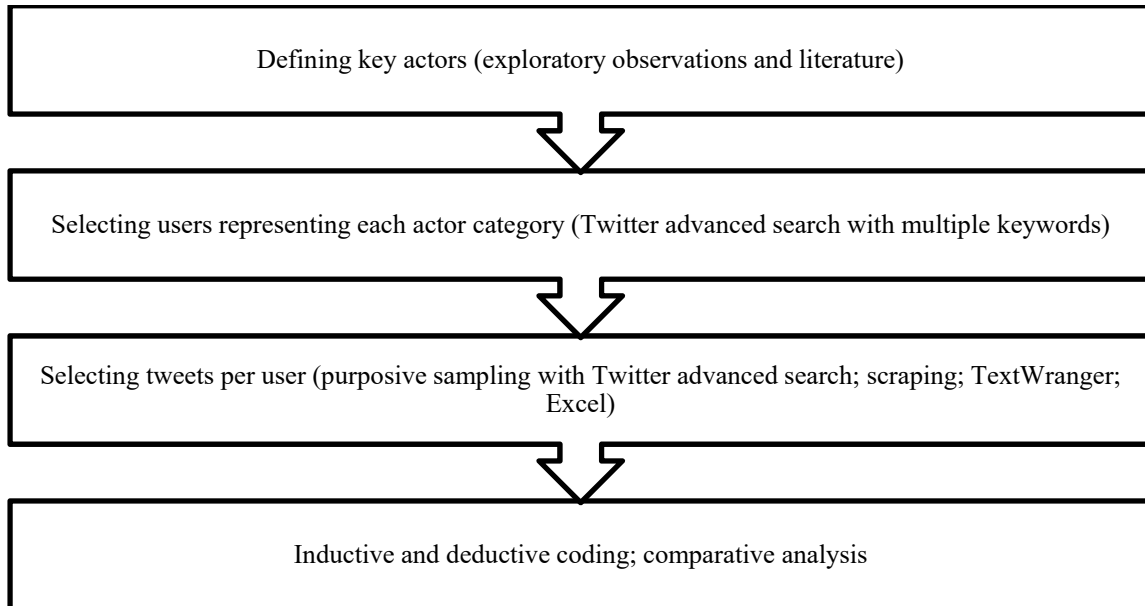 Defining key actors (exploratory observations and literature)
Selecting users representing each actor category (Twitter advanced search with multiple keywords)
Selecting tweets per user (purposive sampling with Twitter advanced search; scraping; TextWranger;
Excel)
Inductive and deductive coding; comparative analysis